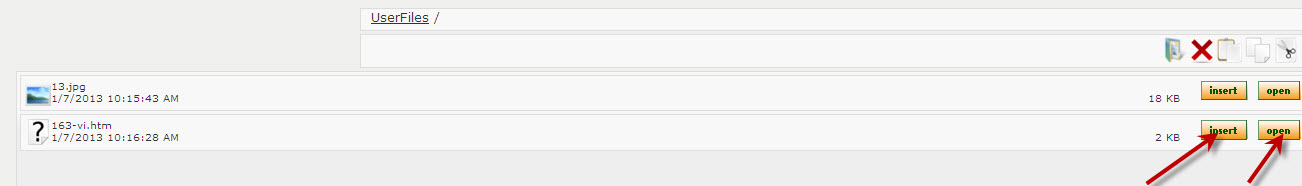 UserFiles /
13.jpg
1/7/2013 10:15:43 AM
18 KB
insert
open
163-vi.htm
1/7/2013 10:16:28 AM
2 KB
insert
open